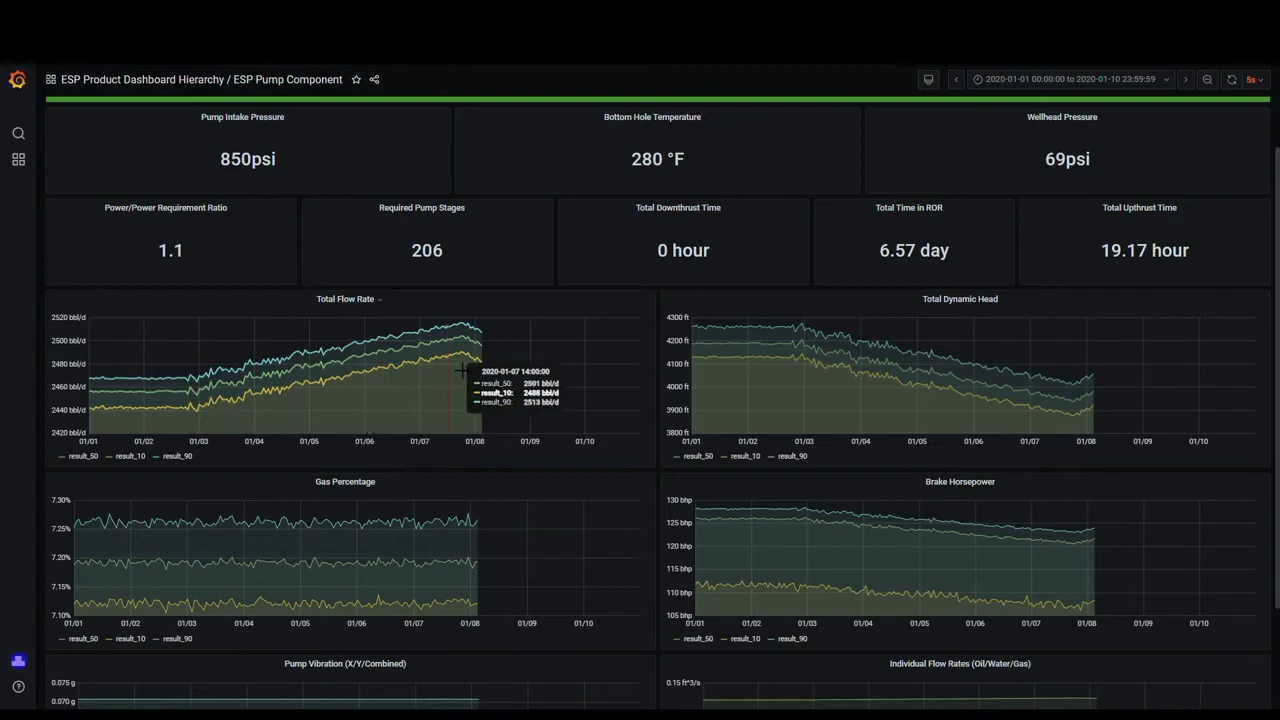 ESP Product Dashboard Hierarchy / ESP Pump Component
2020-01-01 00:00:00 to 2020-01-10 23:59:59
5s
Pump Intake Pressure
850psi
Bottom Hole Temperature
280 °F
Wellhead Pressure
69psi
Power/Power Requirement Ratio
1.1
Required Pump Stages
206
Total Downthrust Time
0 hour
Total Time in ROR
6.57 day
Total Upthrust Time
19.17 hour
Total Flow Rate
2520 bbl/d
2500 bbl/d
2480 bbl/d
2460 bbl/d
2440 bbl/d
2420 bbl/d
01/01 01/02 01/03 01/04 01/05 01/06 01/07 01/08 01/09 01/10
result_50 result_10 result_90
2020-01-07 14:00:00
result_50: 2501 bbl/d
result_10: 2488 bbl/d
result_90: 2513 bbl/d
Total Dynamic Head
4300 ft
4200 ft
4100 ft
4000 ft
3900 ft
3800 ft
01/01 01/02 01/03 01/04 01/05 01/06 01/07 01/08 01/09 01/10
result_50 result_10 result_90
Gas Percentage
7.30%
7.25%
7.20%
7.15%
7.10%
01/01 01/02 01/03 01/04 01/05 01/06 01/07 01/08 01/09 01/10
result_50 result_10 result_90
Brake Horsepower
130 bhp
125 bhp
120 bhp
115 bhp
110 bhp
105 bhp
01/01 01/02 01/03 01/04 01/05 01/06 01/07 01/08 01/09 01/10
result_50 result_10 result_90
Pump Vibration (X/Y/Combined)
0.075 g
0.070 g
Individual Flow Rates (Oil/Water/Gas)
0.15 ft^3/s